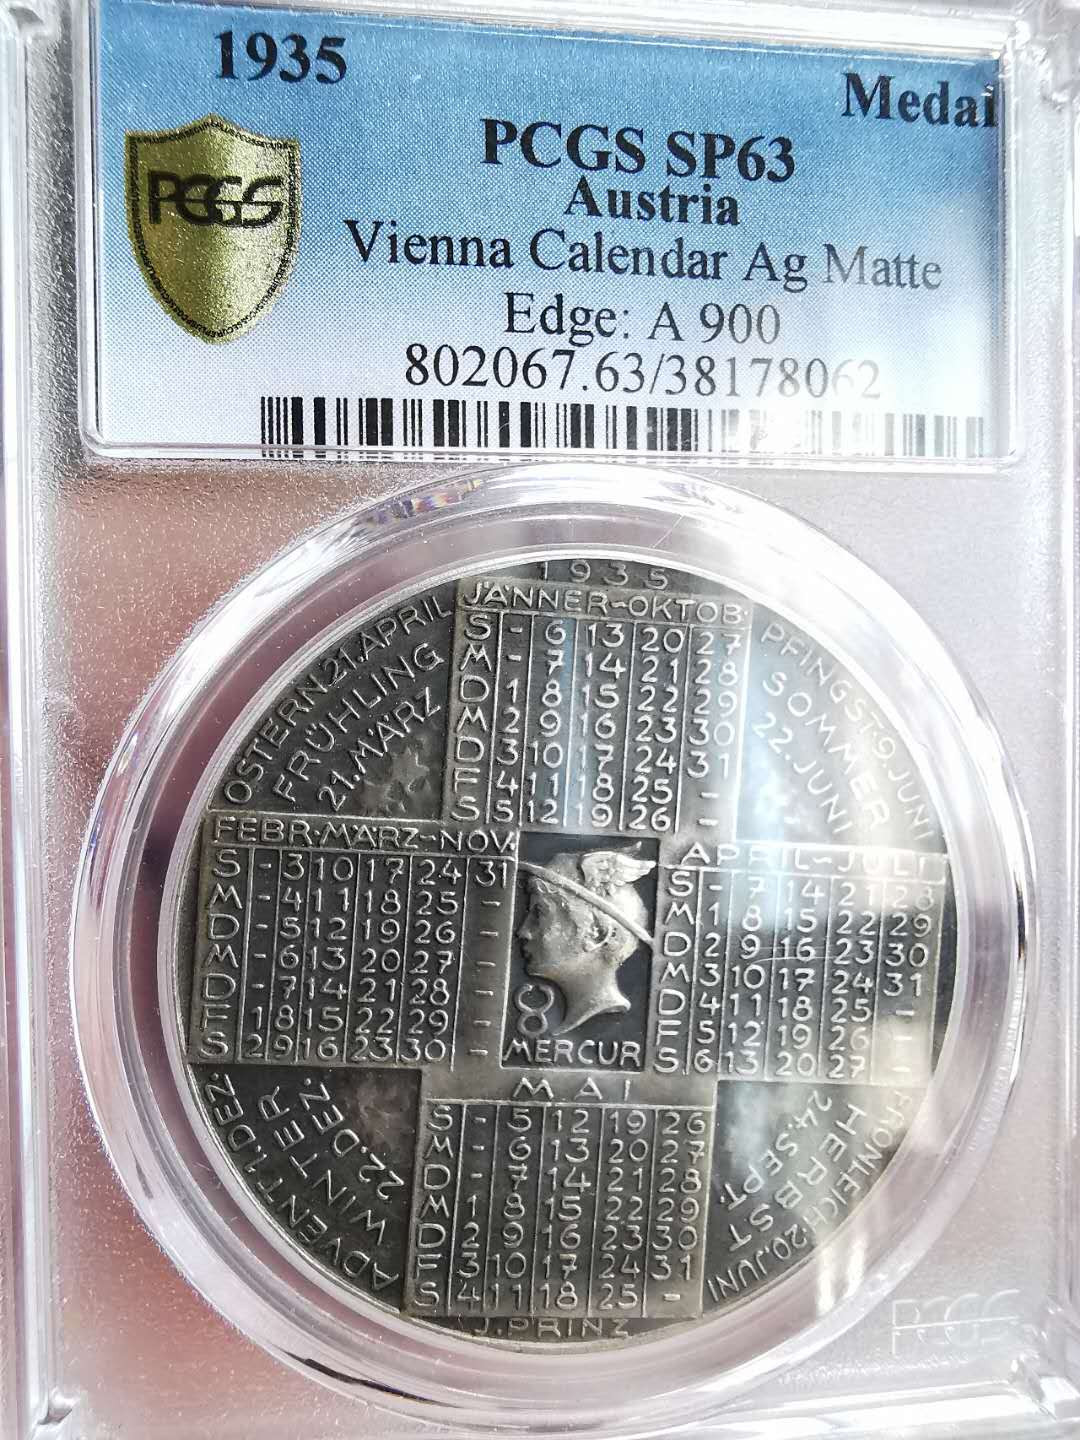 1935
Medal
PCGS
PCGS SP63
Austria
Vienna Calendar Ag Matte
Edge: A 900
802067.63/38178062
1935
JÄNNER-OKTOB.
S - 6 13 20 27
M - 7 14 21 28
D 1 8 15 22 29
M 2 9 16 23 30
D 3 10 17 24 31
F 4 11 18 25 -
S 5 12 19 26 -
OSTERN 21. APRIL
FRÜHLING
21. MÄRZ
PFINGST. 9. JUNI
SOMMER
22. JUNI
FEBR. MÄRZ-NOV.
S - 3 10 17 24 31
M - 4 11 18 25 -
D - 5 12 19 26 -
M - 6 13 20 27 -
D - 7 14 21 28 -
F 1 8 15 22 29 -
S 2 9 16 23 30 -
MERCUR
APRIL-JULI
S - 7 14 21 28
M 1 8 15 22 29
D 2 9 16 23 30
M 3 10 17 24 31
D 4 11 18 25 -
F 5 12 19 26 -
S 6 13 20 27 -
ADVENT 1. DEZ.
WINTER
22. DEZ.
MAI
S - 5 12 19 26
M - 6 13 20 27
D - 7 14 21 28
M 1 8 15 22 29
D 2 9 16 23 30
F 3 10 17 24 31
S 4 11 18 25 -
FRONLEICH. 20. JUNI
HERBST
24. SEPT.
J. PRINZ
PCGS